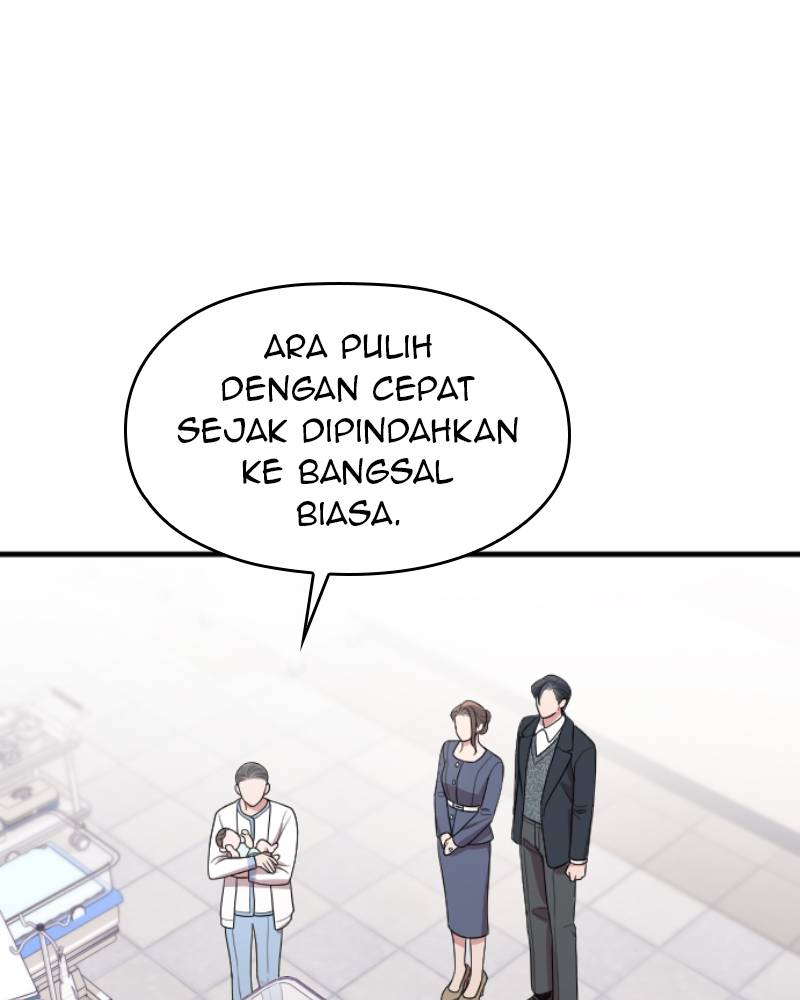 ARA PULIH
DENGAN CEPAT
SEJAK DIPINDAHKAN
KE BANGSAL
BIASA.